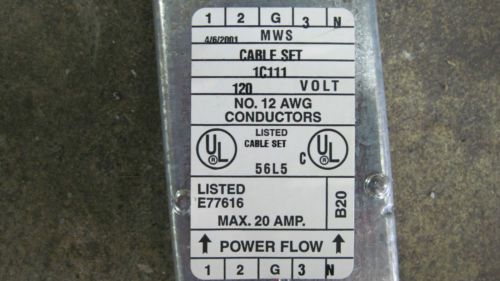 1 2 G 3 N
4/6/2001 MWS
CABLE SET
1C111
120 VOLT
NO. 12 AWG
CONDUCTORS
UL ® LISTED C UL ®
CABLE SET
56L5
LISTED
E77616
MAX. 20 AMP.
B20
↑ POWER FLOW ↑
1 2 G 3 N